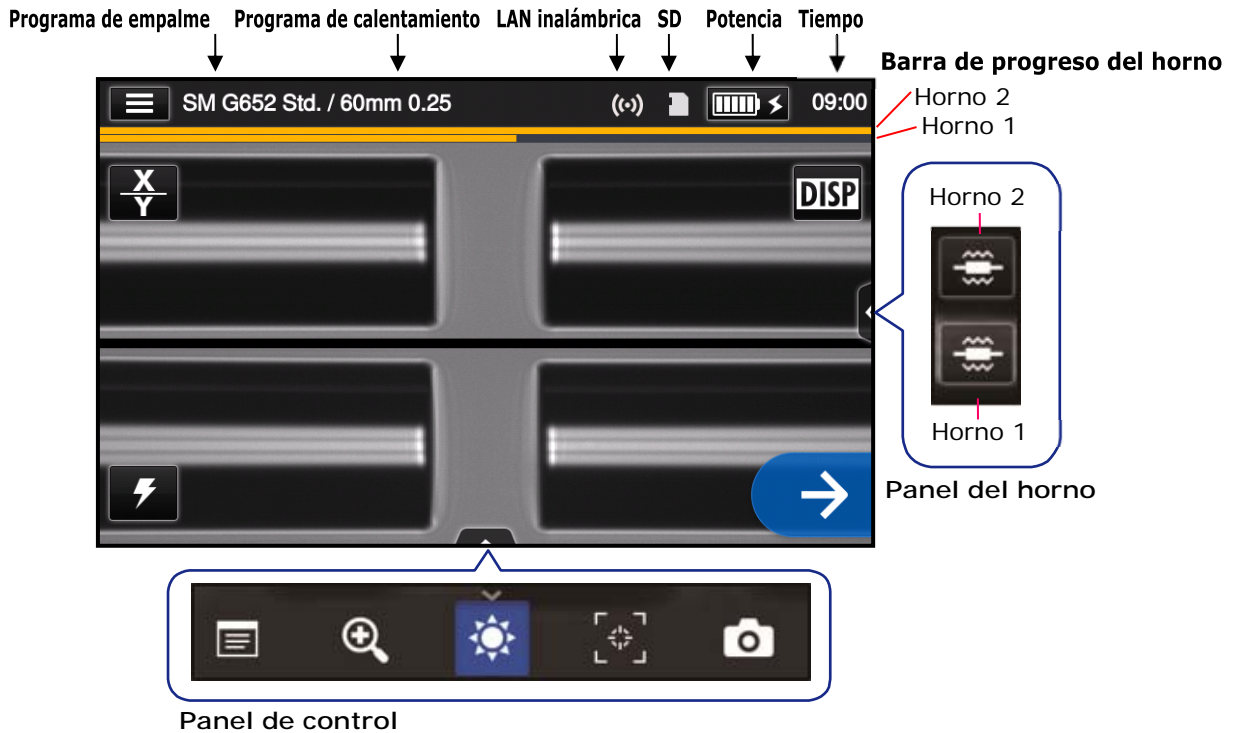 Programa de empalme Programa de calentamiento LAN inalámbrica SD Potencia Tiempo
Barra de progreso del horno
SM G652 Std. / 60mm 0.25 09:00
Horno 2
Horno 1
X
Y
DISP
Horno 2
Horno 1
Panel del horno
Panel de control